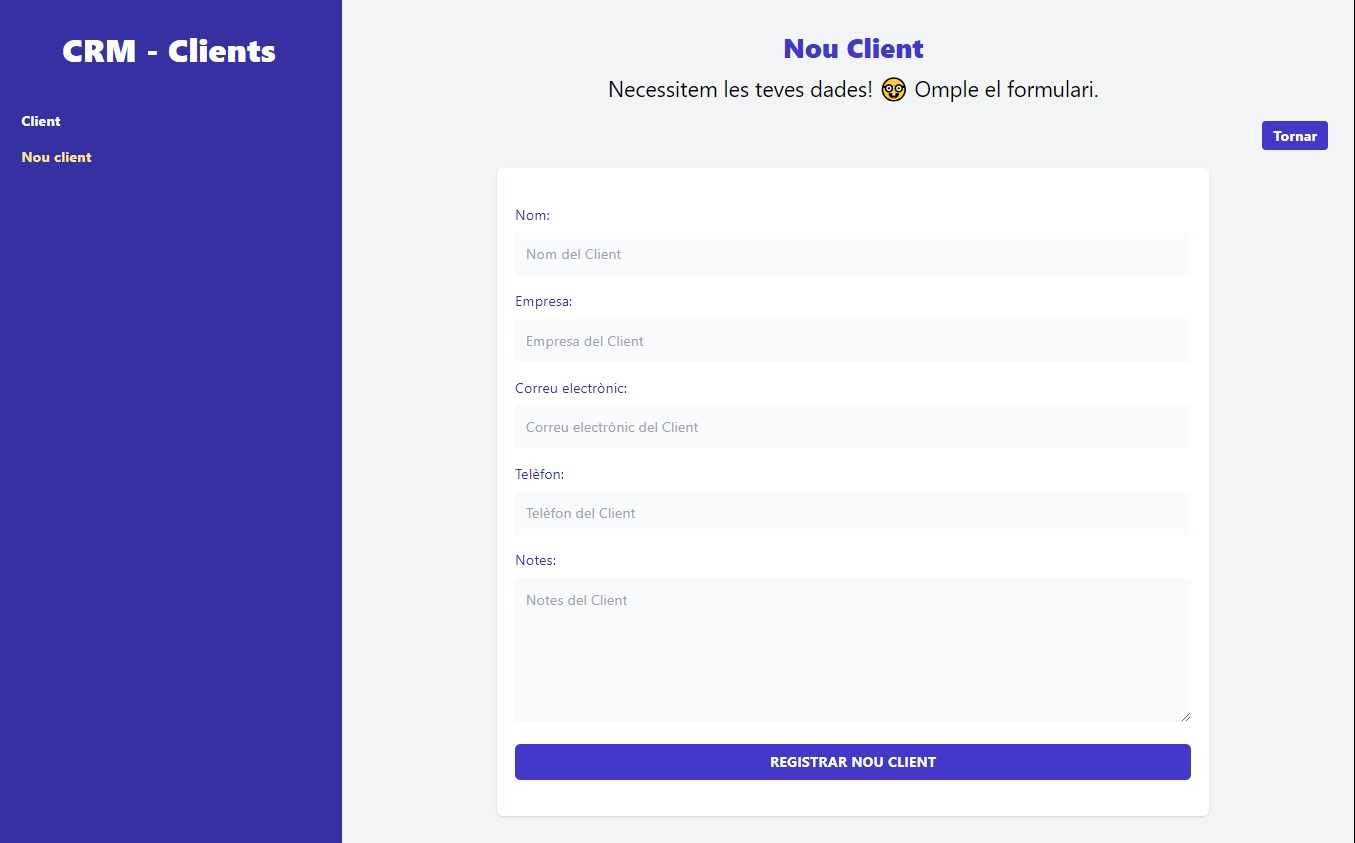 CRM - Clients
Client
Nou client
Nou Client
Necessitem les teves dades! 🤓 Omple el formulari.
Tornar
Nom:
Nom del Client
Empresa:
Empresa del Client
Correu electrònic:
Correu electrònic del Client
Telèfon:
Telèfon del Client
Notes:
Notes del Client
REGISTRAR NOU CLIENT